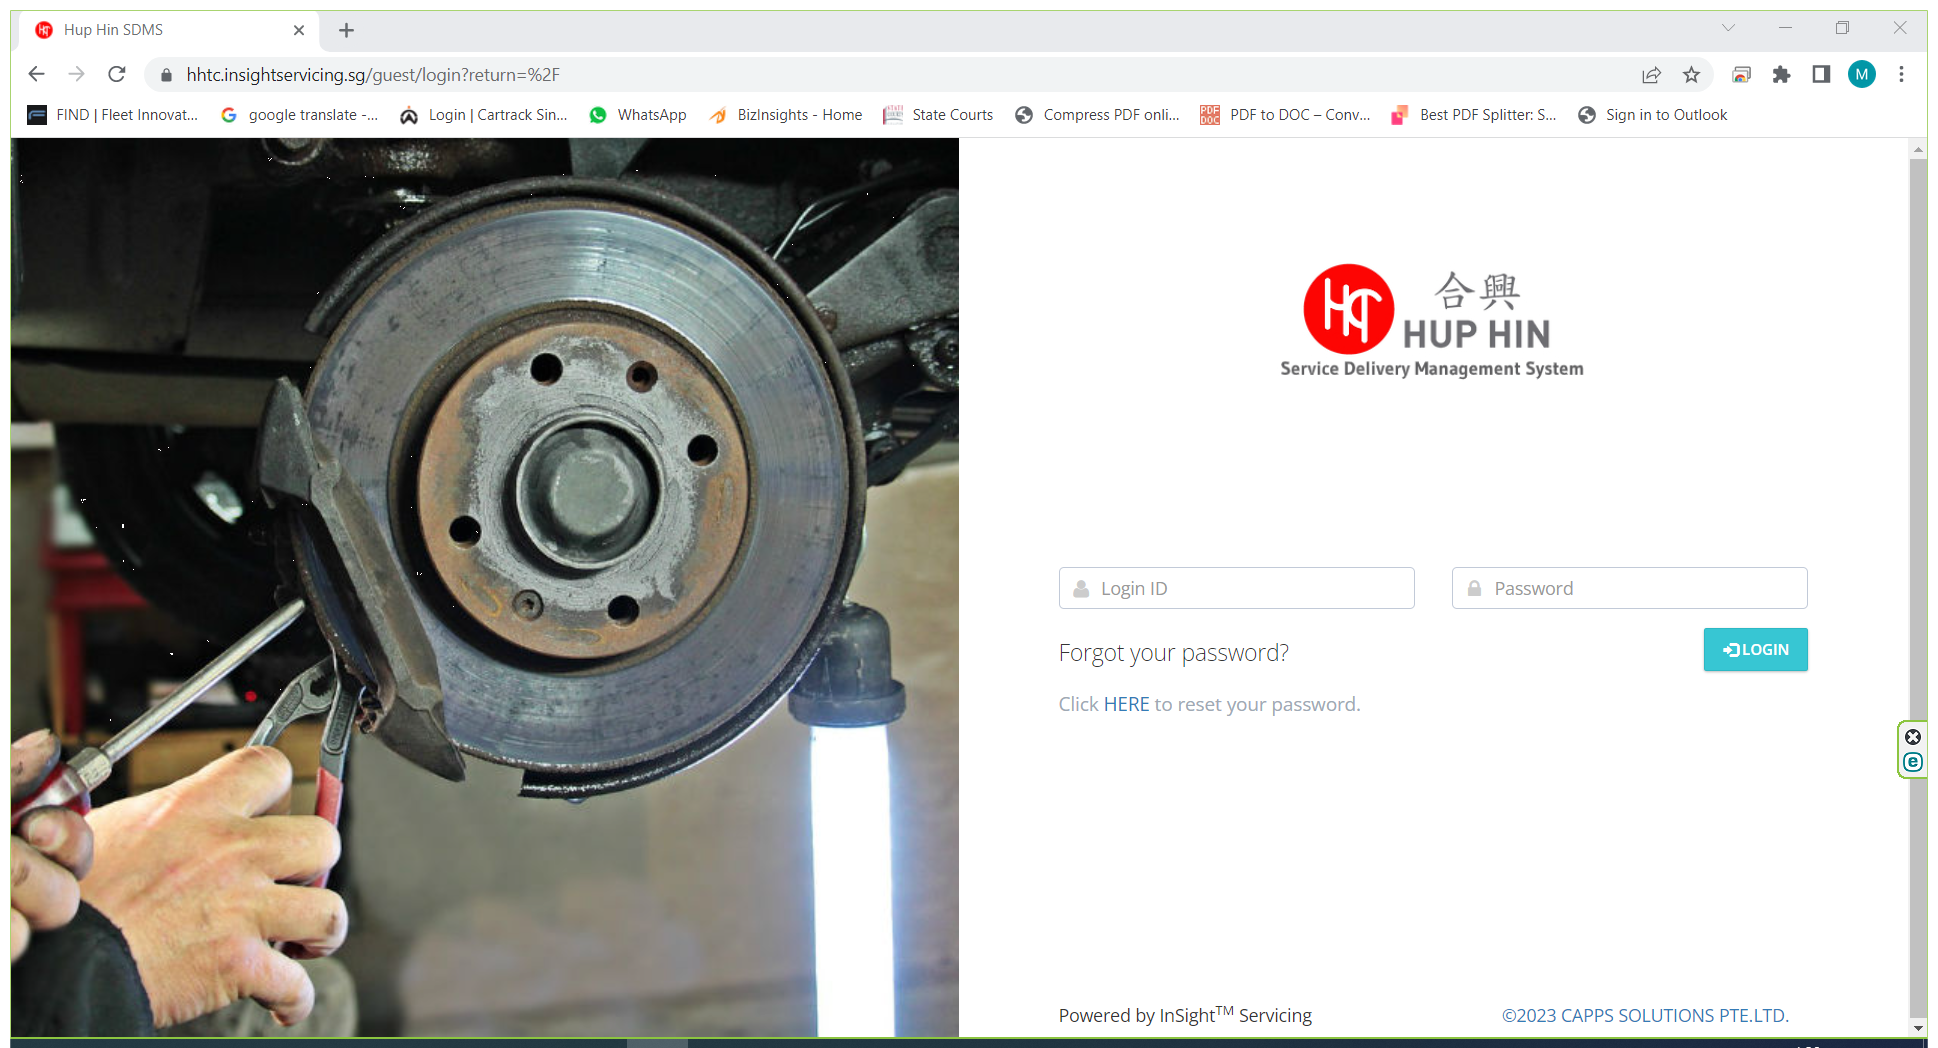 Hup Hin SDMS
hhtc.insightservicing.sg/guest/login?return=%2F
M
FIND | Fleet Innovat...
google translate -...
Login | Cartrack Sin...
WhatsApp
BizInsights - Home
State Courts
Compress PDF onli...
PDF to DOC – Conv...
Best PDF Splitter: S...
Sign in to Outlook
合興
HUP HIN
Service Delivery Management System
Login ID
Password
Forgot your password?
LOGIN
Click HERE to reset your password.
Powered by InSight™ Servicing
©2023 CAPPS SOLUTIONS PTE.LTD.